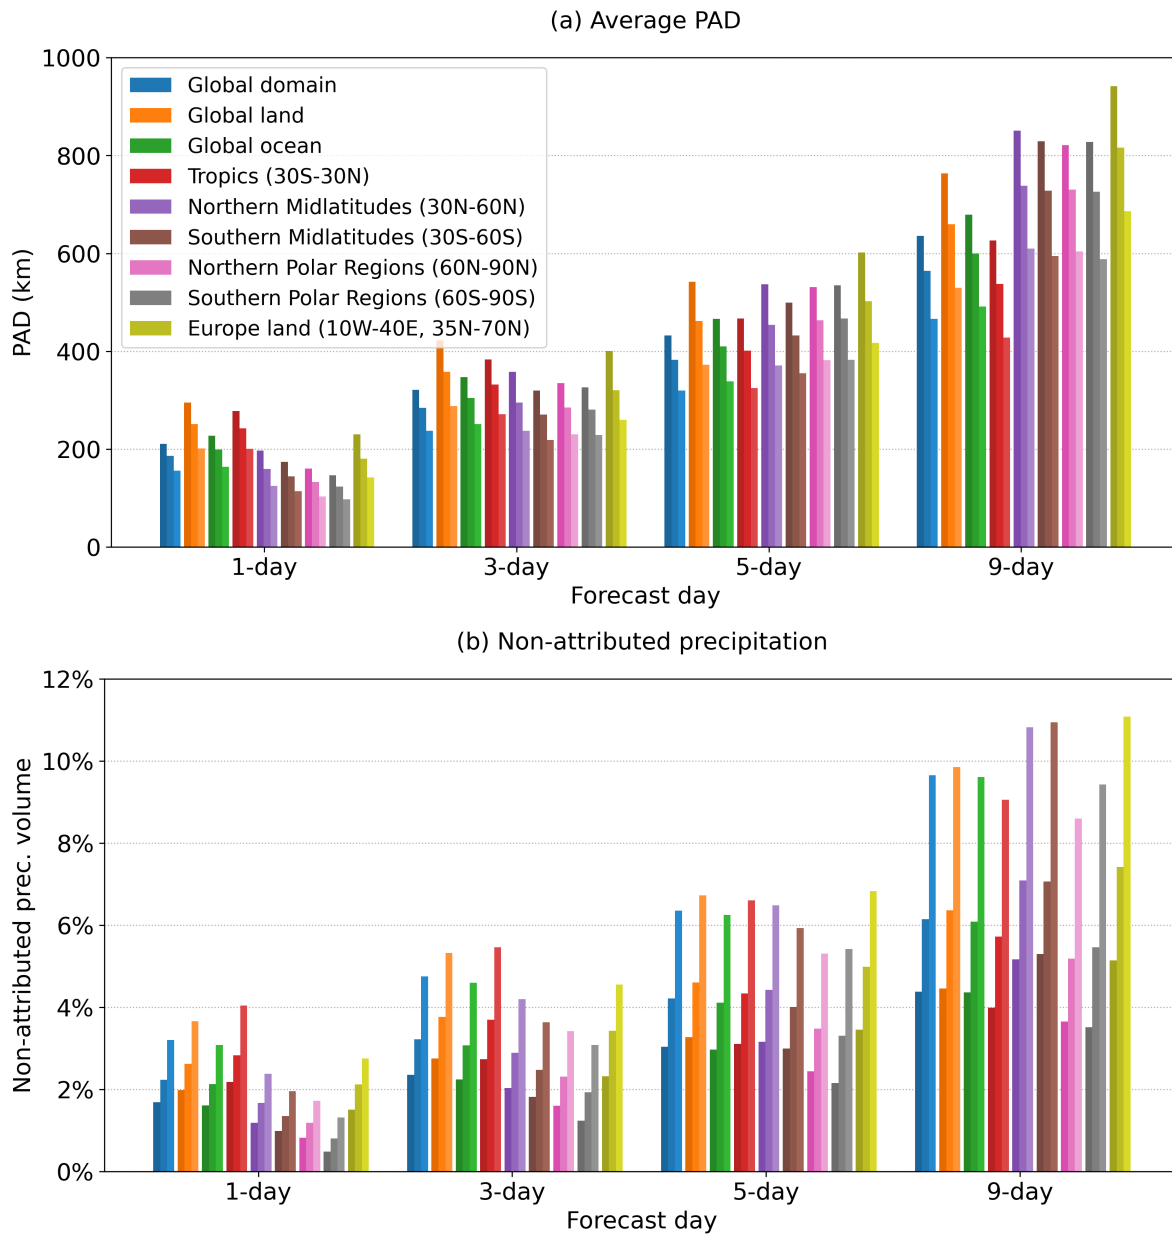 (a) Average PAD
1000
800
600
400
200
0
PAD (km)
Global domain
Global land
Global ocean
Tropics (30S-30N)
Northern Midlatitudes (30N-60N)
Southern Midlatitudes (30S-60S)
Northern Polar Regions (60N-90N)
Southern Polar Regions (60S-90S)
Europe land (10W-40E, 35N-70N)
1-day
3-day
5-day
9-day
Forecast day
(b) Non-attributed precipitation
12%
10%
8%
6%
4%
2%
0%
Non-attributed prec. volume
1-day
3-day
5-day
9-day
Forecast day